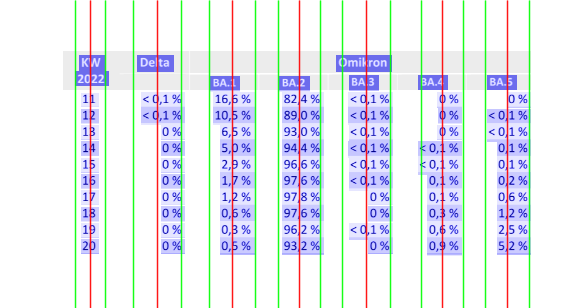 KW Delta Omikron
2022 BA.1 BA.2 BA.3 BA.4 BA.5
11 < 0,1 % 16,6 % 82,4 % < 0,1 % 0 % 0 %
12 < 0,1 % 10,5 % 89,0 % < 0,1 % 0 % < 0,1 %
13 0 % 6,5 % 93,0 % < 0,1 % 0 % < 0,1 %
14 0 % 5,0 % 94,4 % < 0,1 % < 0,1 % 0,1 %
15 0 % 2,9 % 96,6 % < 0,1 % < 0,1 % 0,1 %
16 0 % 1,7 % 97,6 % < 0,1 % 0,1 % 0,2 %
17 0 % 1,2 % 97,8 % 0 % 0,1 % 0,6 %
18 0 % 0,6 % 97,6 % 0 % 0,3 % 1,2 %
19 0 % 0,3 % 96,2 % < 0,1 % 0,6 % 2,5 %
20 0 % 0,5 % 93,2 % 0 % 0,9 % 5,2 %